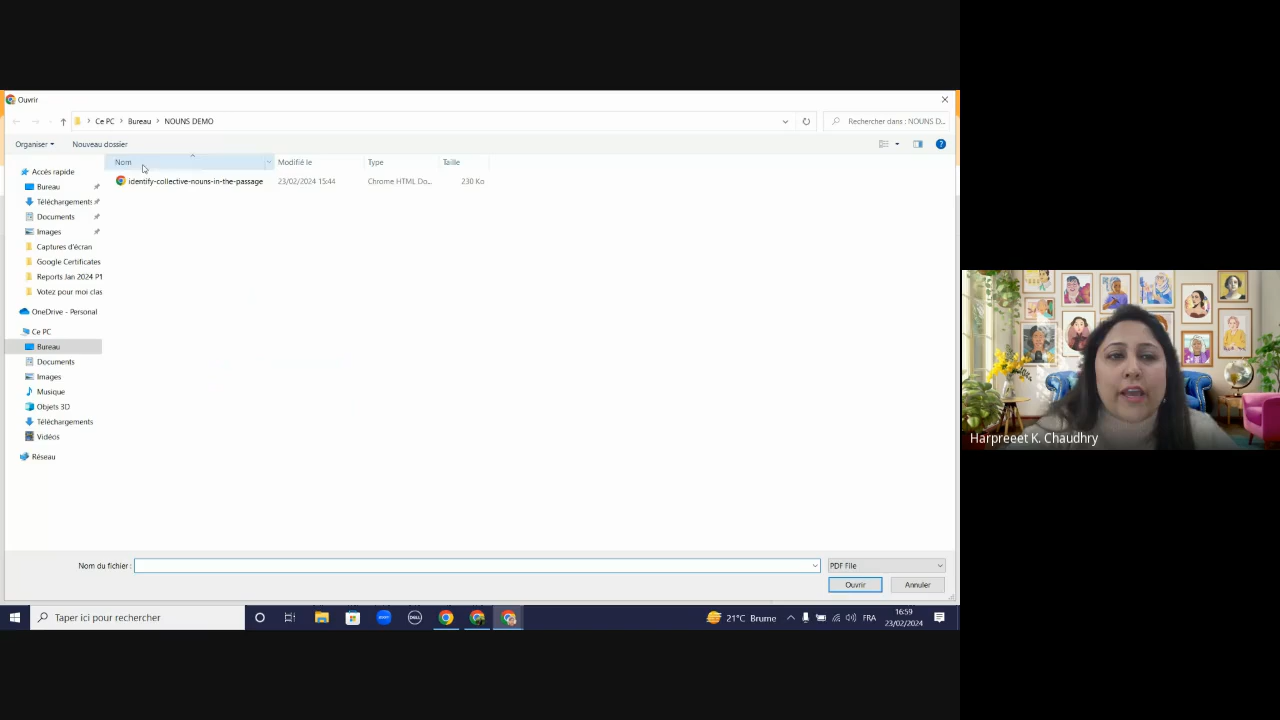 Ouvrir
Ce PC
Bureau
NOUNS DEMO
Rechercher dans : NOUNS D...
Organiser
Nouveau dossier
Nom
Modifié le
Type
Taille
identify-collective-nouns-in-the-passage
23/02/2024 15:44
Chrome HTML Do...
230 Ko
Accès rapide
Bureau
Téléchargements
Documents
Images
Captures d'écran
Google Certificates
Reports Jan 2024 P1
Votez pour moi clas
OneDrive - Personal
Ce PC
Bureau
Documents
Images
Musique
Objets 3D
Téléchargements
Vidéos
Réseau
Nom du fichier :
PDF File
Ouvrir
Annuler
Taper ici pour rechercher
DELL
21°C Brume
FRA
16:59
23/02/2024
Harpreeet K. Chaudhry